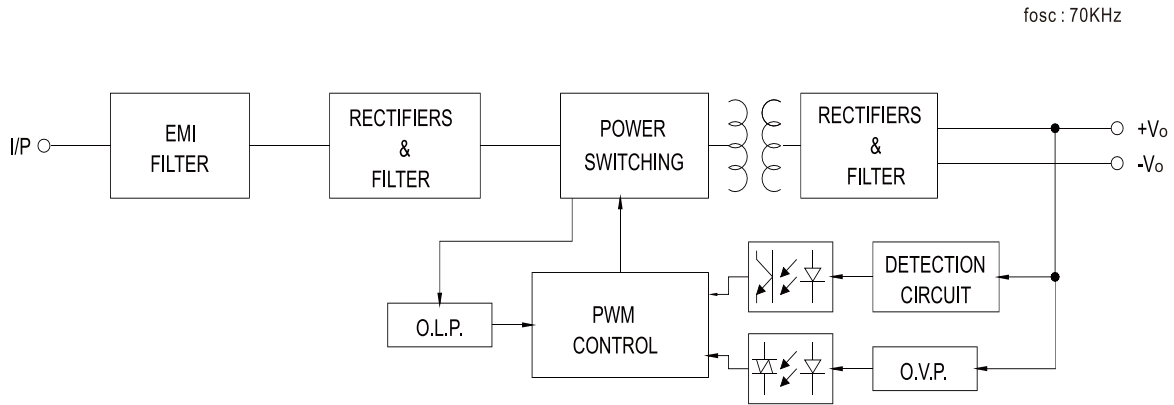 fosc : 70KHz
I/P
EMI
FILTER
RECTIFIERS
&
FILTER
POWER
SWITCHING
RECTIFIERS
&
FILTER
+Vo
-Vo
DETECTION
CIRCUIT
O.L.P.
PWM
CONTROL
O.V.P.